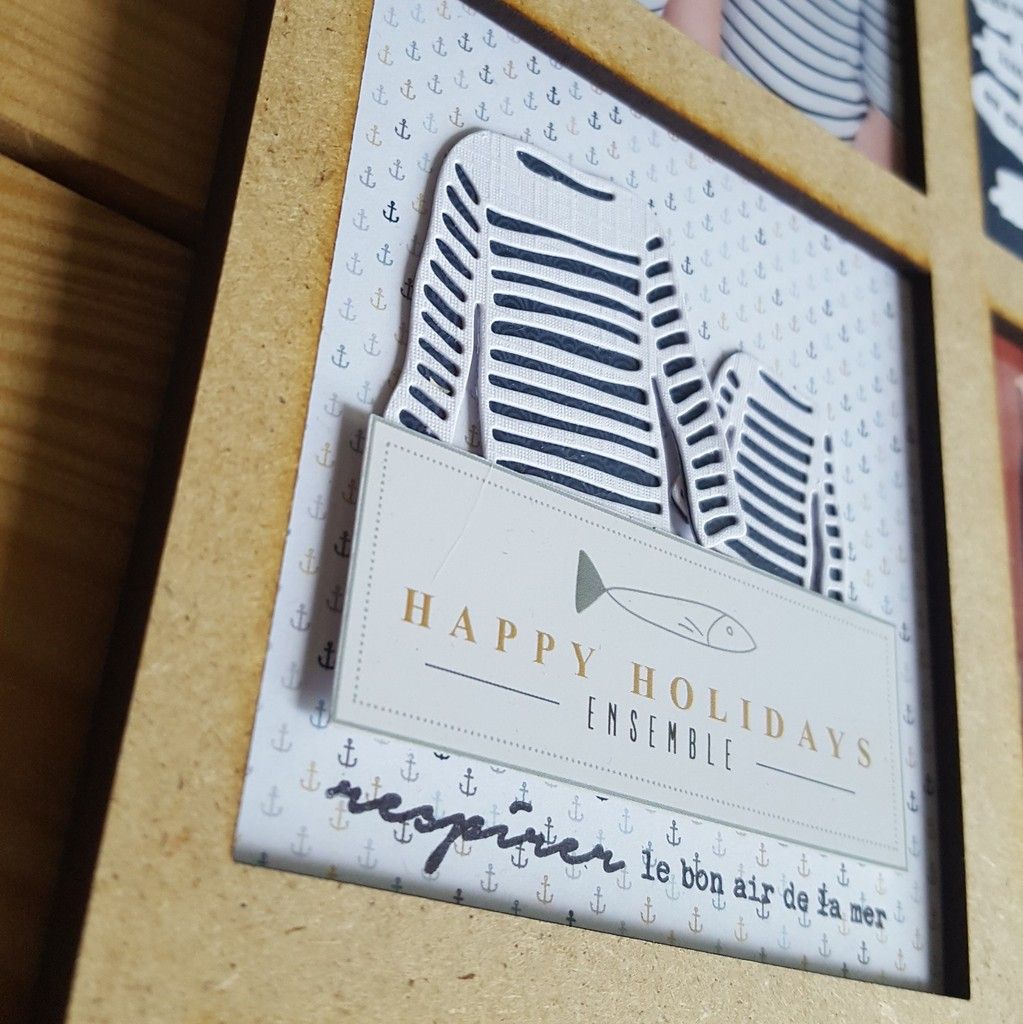 HAPPY HOLIDAYS
ENSEMBLE
respirer le bon air de la mer